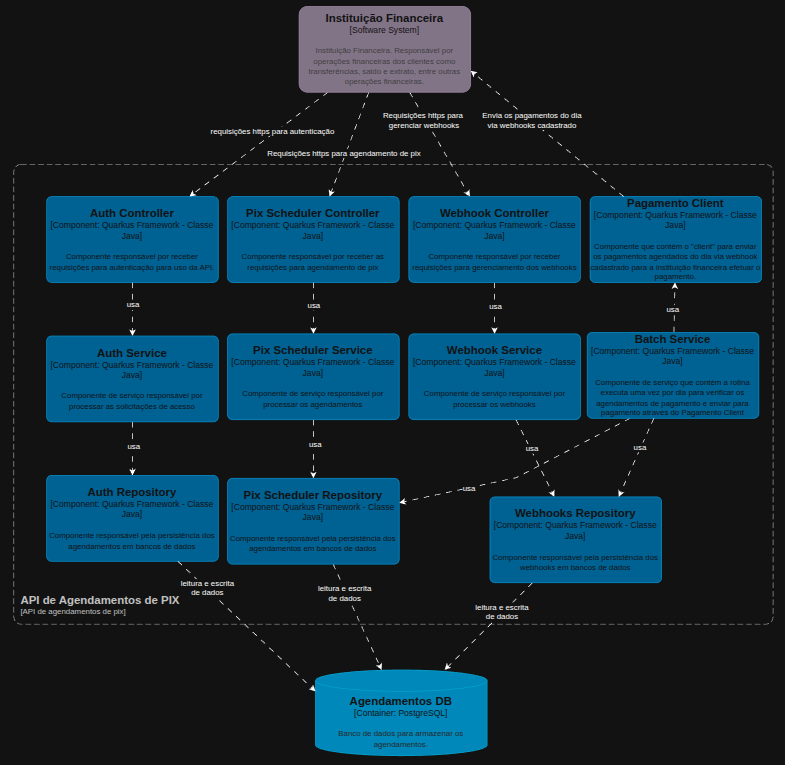 Instituição Financeira
[Software System]
Instituição Financeira. Responsável por
operações financeiras dos clientes como
transferências, saldo e extrato, entre outras
operações financeiras.
requisições https para autenticação
Requisições https para agendamento de pix
Requisições https para
gerenciar webhooks
Envia os pagamentos do dia
via webhooks cadastrado
Auth Controller
[Component: Quarkus Framework - Classe
Java]
Componente responsável por receber
requisições para autenticação para uso da API.
Pix Scheduler Controller
[Component: Quarkus Framework - Classe
Java]
Componente responsável por receber as
requisições para agendamento de pix
Webhook Controller
[Component: Quarkus Framework - Classe
Java]
Componente responsável por receber
requisições para gerenciamento dos webhooks
Pagamento Client
[Component: Quarkus Framework - Classe
Java]
Componente que contém o "client" para enviar
os pagamentos agendados do dia via webhook
cadastrado para a instituição financeira efetuar o
pagamento.
usa
usa
usa
usa
Auth Service
[Component: Quarkus Framework - Classe
Java]
Componente de serviço responsável por
processar as solicitações de acesso
Pix Scheduler Service
[Component: Quarkus Framework - Classe
Java]
Componente de serviço responsável por
processar os agendamentos
Webhook Service
[Component: Quarkus Framework - Classe
Java]
Componente de serviço responsável por
processar os webhooks
Batch Service
[Component: Quarkus Framework - Classe
Java]
Componente de serviço que contém a rotina
executa uma vez por dia para verificar os
agendamentos de pagamento e enviar para
pagamento através do Pagamento Client
usa
usa
usa
usa
usa
Auth Repository
[Component: Quarkus Framework - Classe
Java]
Componente responsável pela persistência dos
agendamentos em bancos de dados
Pix Scheduler Repository
[Component: Quarkus Framework - Classe
Java]
Componente responsável pela persistência dos
agendamentos em bancos de dados
Webhooks Repository
[Component: Quarkus Framework - Classe
Java]
Componente responsável pela persistência dos
webhooks em bancos de dados
leitura e escrita
de dados
leitura e escrita
de dados
leitura e escrita
de dados
API de Agendamentos de PIX
[API de agendamentos de pix]
Agendamentos DB
[Container: PostgreSQL]
Banco de dados para armazenar os
agendamentos.